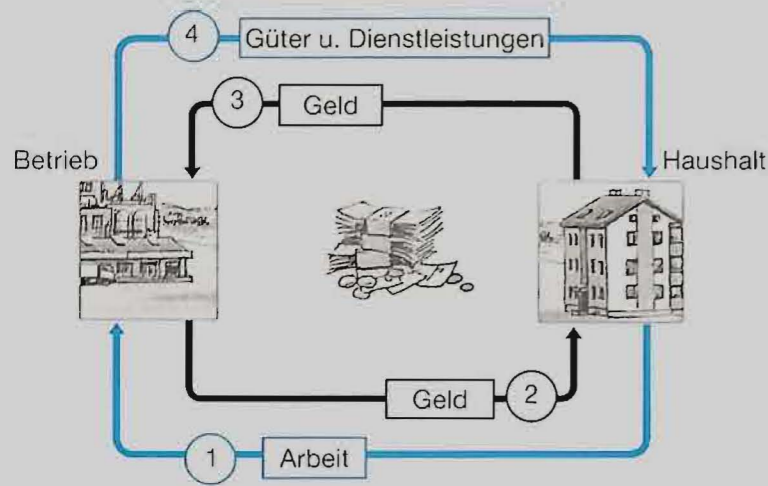 4 Güter u. Dienstleistungen
3 Geld
Betrieb
Haushalt
Geld 2
1 Arbeit